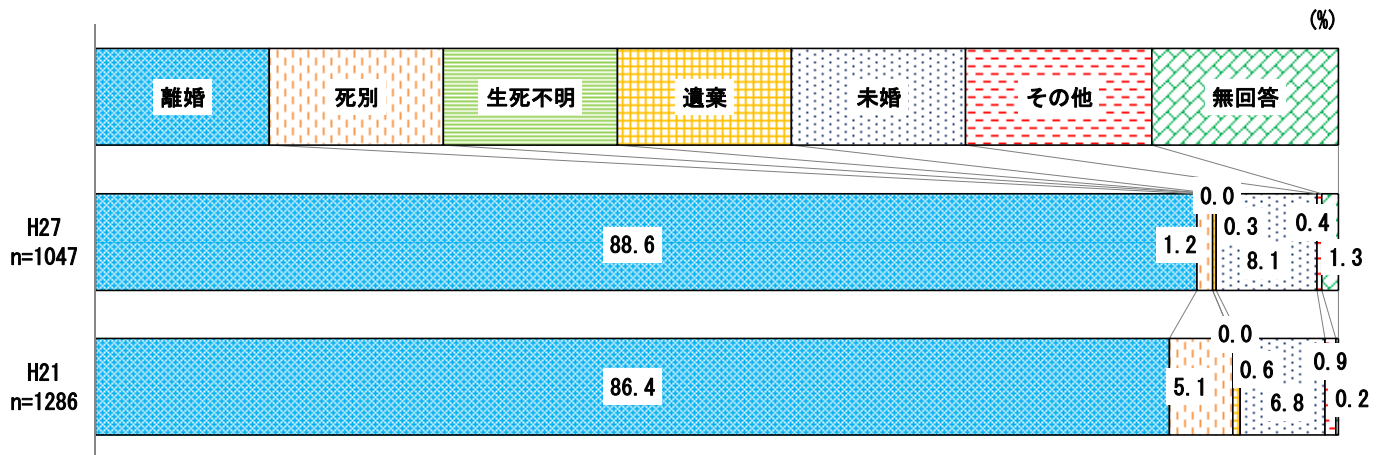 (%)
離婚 死別 生死不明 遺棄 未婚 その他 無回答
H27
n=1047
88.6 1.2 0.0 0.3 8.1 0.4 1.3
H21
n=1286
86.4 5.1 0.0 0.6 6.8 0.9 0.2